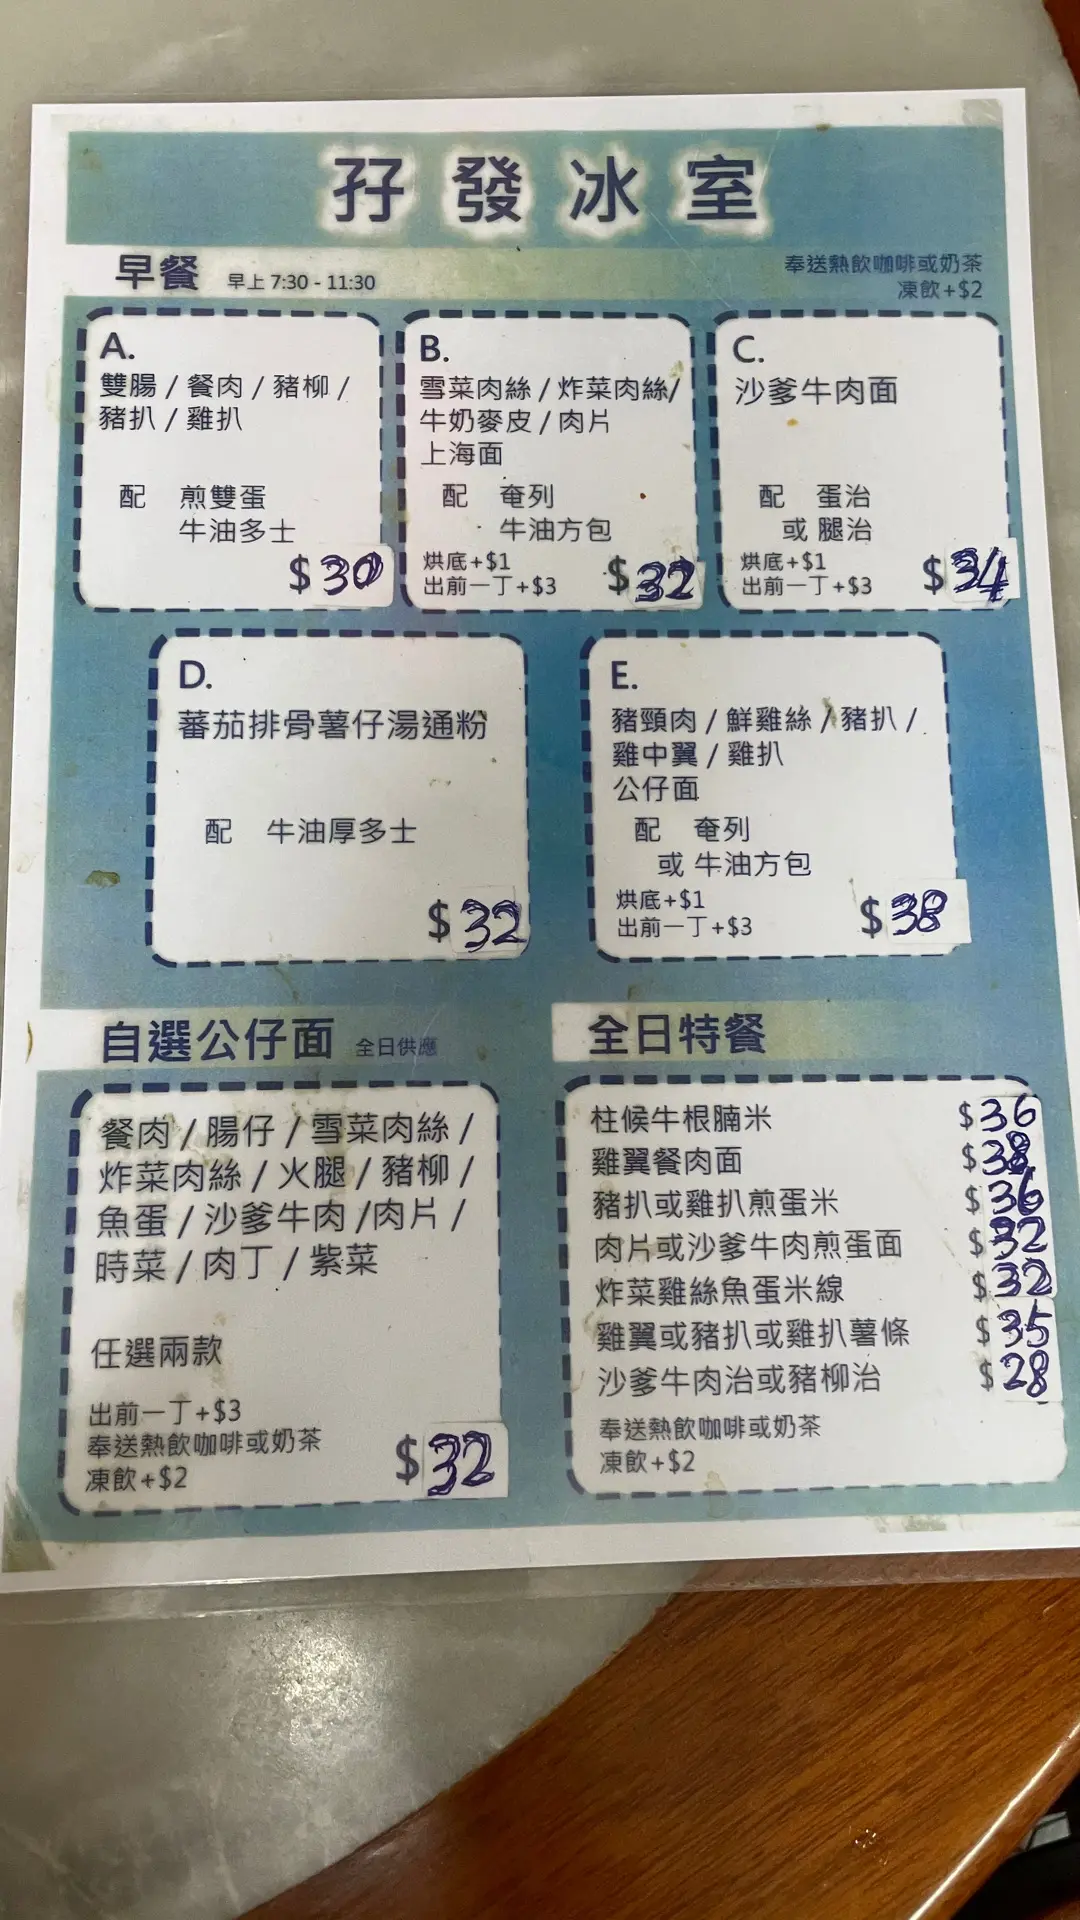 孖發冰室
早餐 早上 7:30 - 11:30
奉送熱飲咖啡或奶茶
凍飲+$2
A.
雙腸 / 餐肉 / 豬柳 /
豬扒 / 雞扒
配 煎雙蛋
牛油多士
$30
B.
雪菜肉絲 / 炸菜肉絲/
牛奶麥皮 / 肉片
上海面
配 奄列
牛油方包
烘底+$1
出前一丁+$3
$32
C.
沙爹牛肉面
配 蛋治
或 腿治
烘底+$1
出前一丁+$3
$34
D.
蕃茄排骨薯仔湯通粉
配 牛油厚多士
$32
E.
豬頸肉 / 鮮雞絲 / 豬扒 /
雞中翼 / 雞扒
公仔面
配 奄列
或 牛油方包
烘底+$1
出前一丁+$3
$38
自選公仔面 全日供應
餐肉 / 腸仔 / 雪菜肉絲 /
炸菜肉絲 / 火腿 / 豬柳 /
魚蛋 / 沙爹牛肉 /肉片 /
時菜 / 肉丁 / 紫菜
任選兩款
出前一丁+$3
奉送熱飲咖啡或奶茶
凍飲+$2
$32
全日特餐
柱候牛根腩米 $36
雞翼餐肉面 $38
豬扒或雞扒煎蛋米 $36
肉片或沙爹牛肉煎蛋面 $32
炸菜雞絲魚蛋米線 $32
雞翼或豬扒或雞扒薯條 $35
沙爹牛肉治或豬柳治 $28
奉送熱飲咖啡或奶茶
凍飲+$2